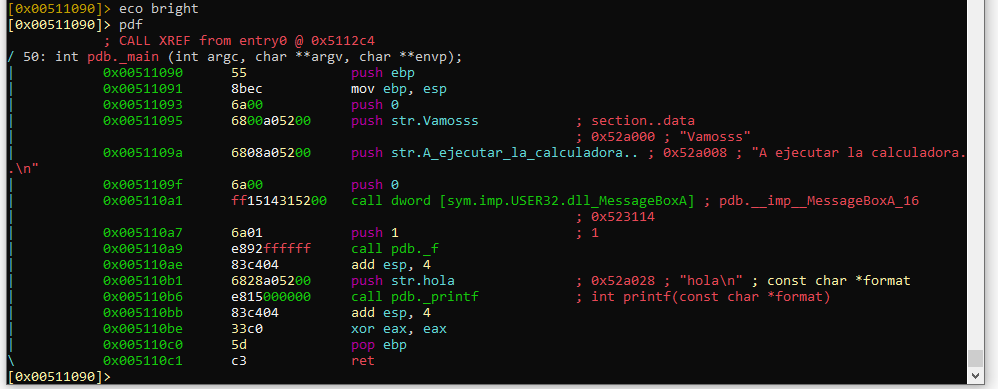 [0x00511090]> eco bright
[0x00511090]> pdf
; CALL XREF from entry0 @ 0x5112c4
/ 50: int pdb._main (int argc, char **argv, char **envp);
| 0x00511090 55 push ebp
| 0x00511091 8bec mov ebp, esp
| 0x00511093 6a00 push 0
| 0x00511095 6800a05200 push str.Vamosss ; section..data
| ; 0x52a000 ; "Vamosss"
| 0x0051109a 6808a05200 push str.A_ejecutar_la_calculadora.. ; 0x52a008 ; "A ejecutar la calculadora.
.\n"
| 0x0051109f 6a00 push 0
| 0x005110a1 ff1514315200 call dword [sym.imp.USER32.dll_MessageBoxA] ; pdb.__imp__MessageBoxA_16
| ; 0x523114
| 0x005110a7 6a01 push 1 ; 1
| 0x005110a9 e892ffffff call pdb._f
| 0x005110ae 83c404 add esp, 4
| 0x005110b1 6828a05200 push str.hola ; 0x52a028 ; "hola\n" ; const char *format
| 0x005110b6 e815000000 call pdb._printf ; int printf(const char *format)
| 0x005110bb 83c404 add esp, 4
| 0x005110be 33c0 xor eax, eax
| 0x005110c0 5d pop ebp
\ 0x005110c1 c3 ret
[0x00511090]>